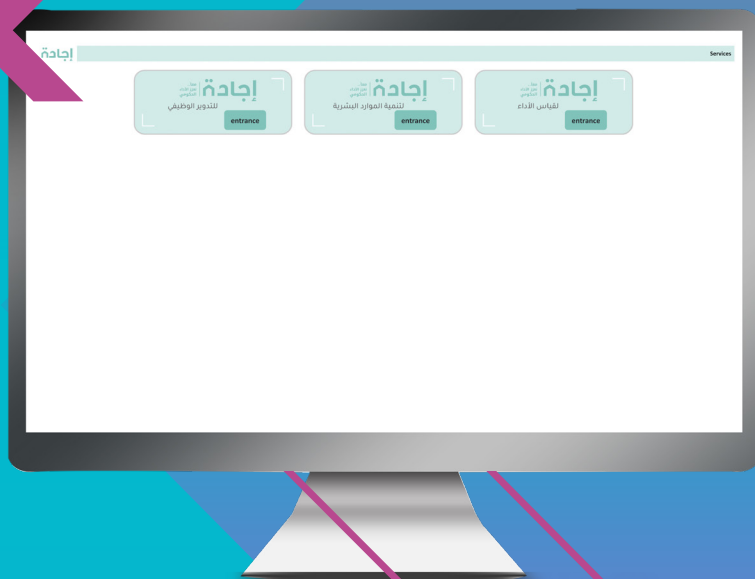 إجادة
Services
إجادة
لقياس الأداء
entrance
إجادة
لتنمية الموارد البشرية
entrance
إجادة
للتدوير الوظيفي
entrance